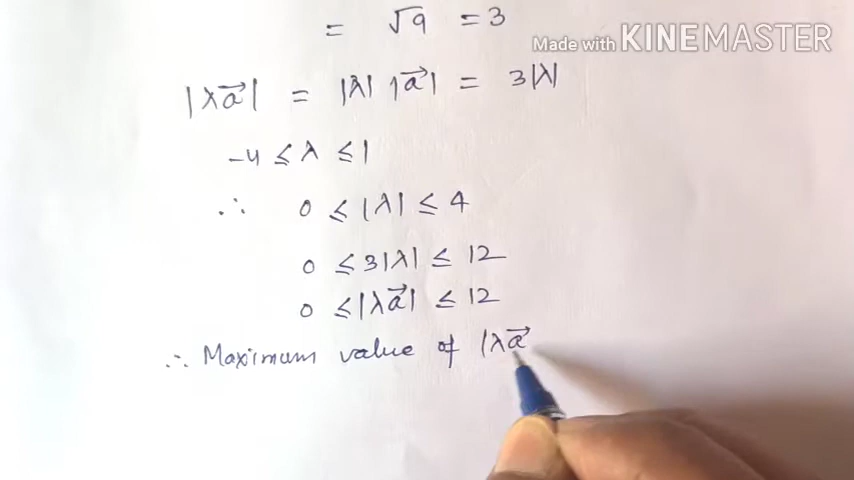 = √9 = 3
Made with KINEMASTER
|λa⃗| = |λ| |a⃗| = 3|λ|
-4 ≤ λ ≤ 1
∴ 0 ≤ |λ| ≤ 4
0 ≤ 3|λ| ≤ 12
0 ≤ |λa⃗| ≤ 12
∴ Maximum value of |λa⃗